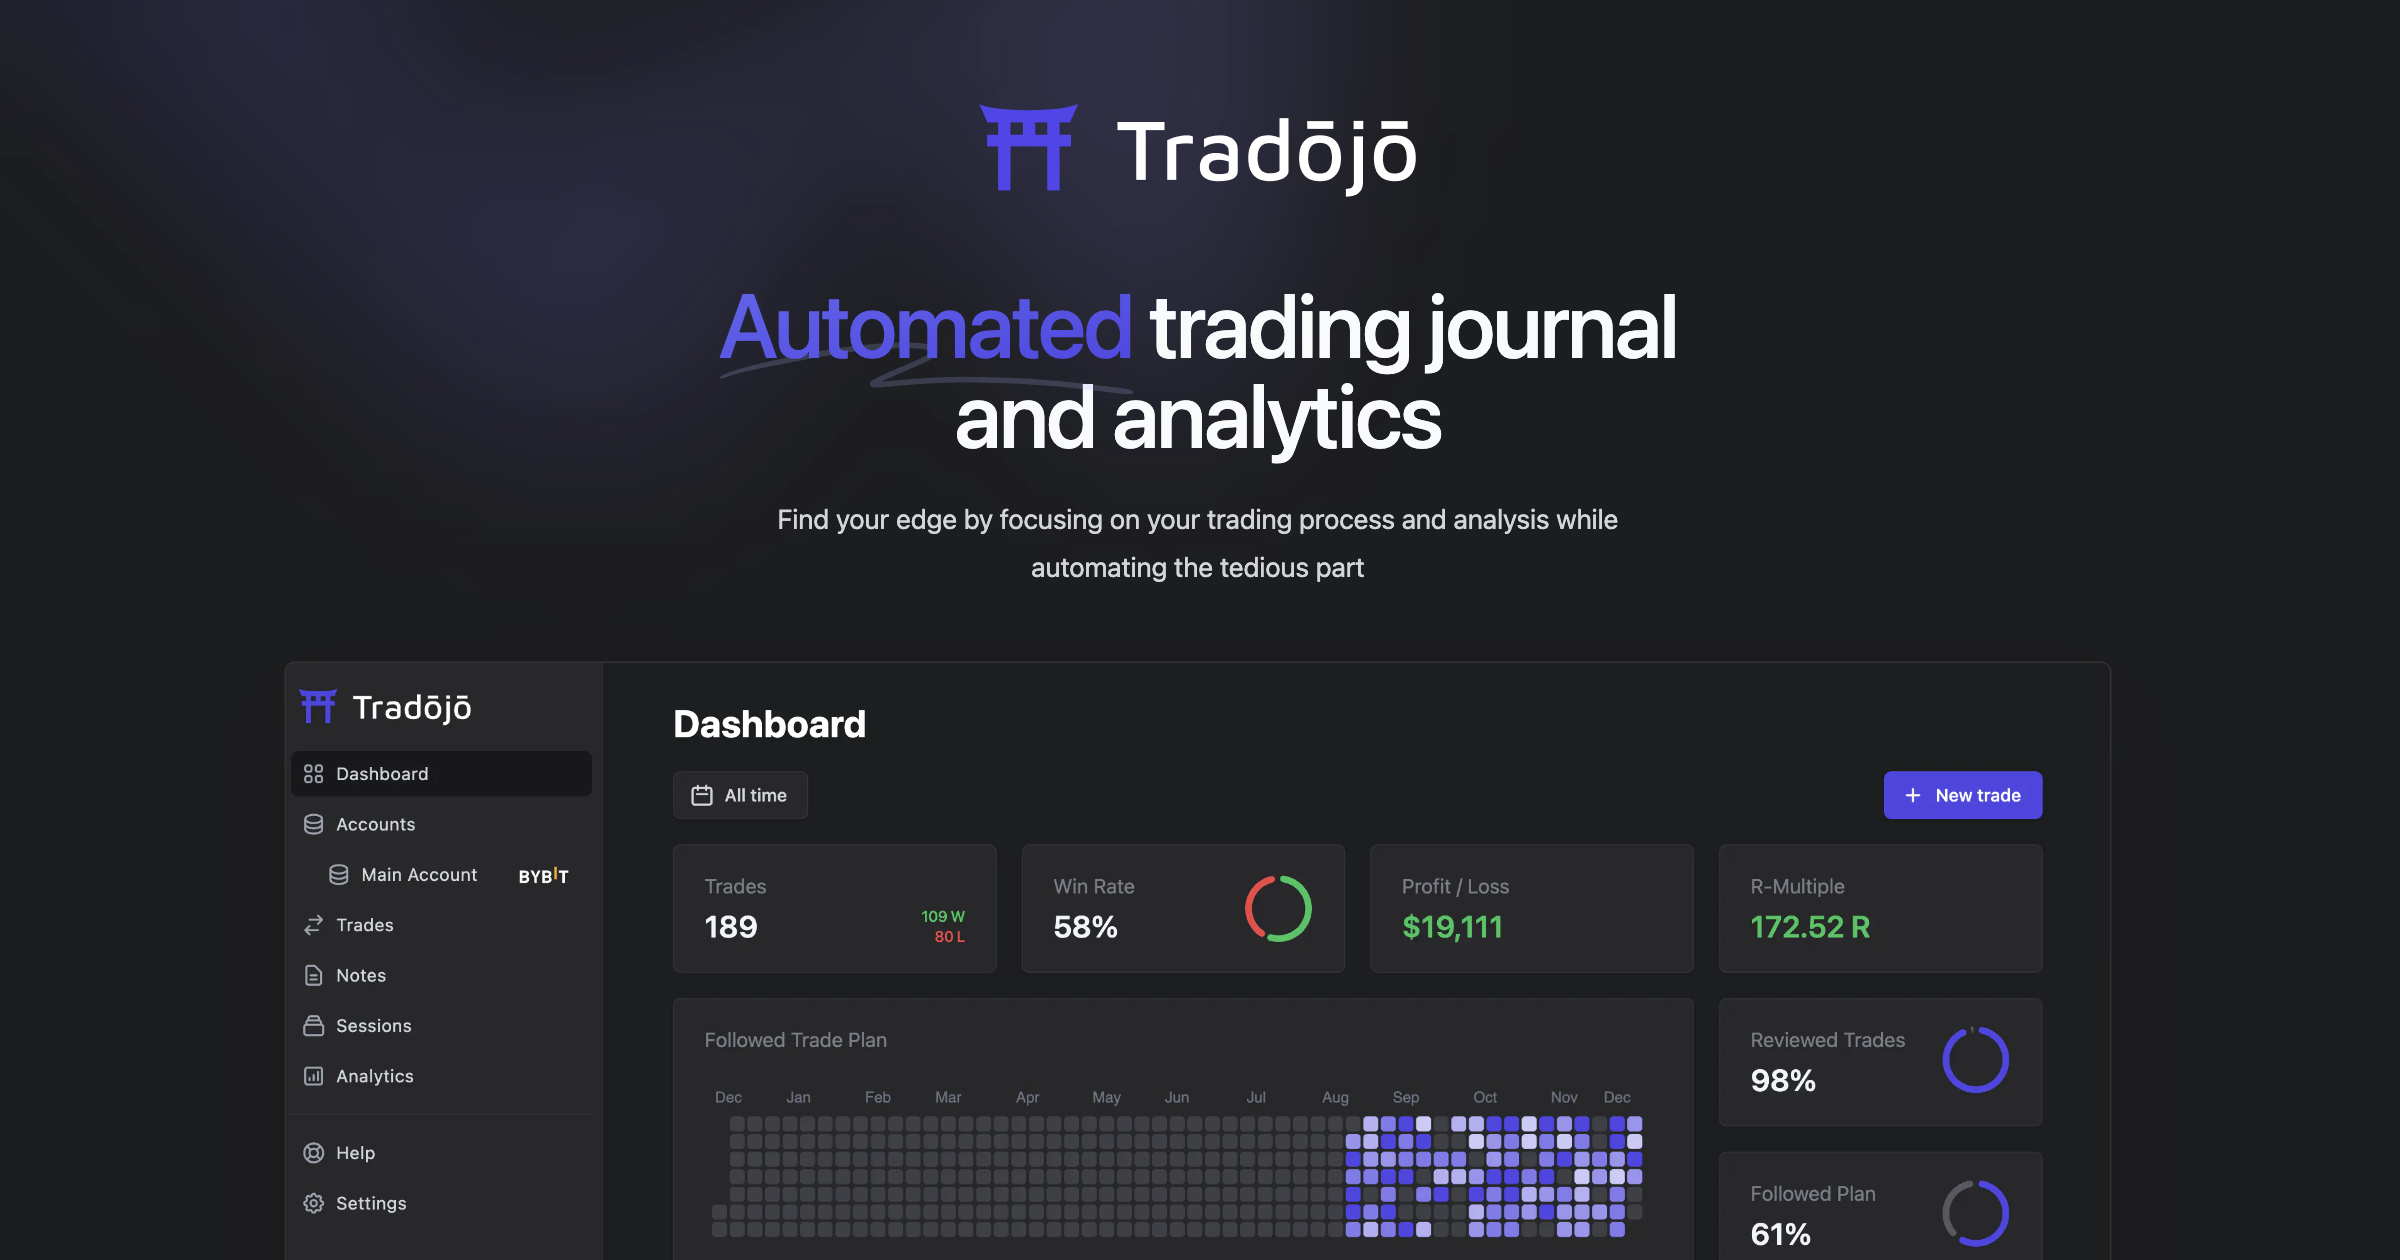 Tradōjō
Automated trading journal
and analytics
Find your edge by focusing on your trading process and analysis while
automating the tedious part
Tradōjō
Dashboard
Accounts
Main Account BYBIT
Trades
Notes
Sessions
Analytics
Help
Settings
Dashboard
All time
New trade
Trades
189
109 W
80 L
Win Rate
58%
Profit / Loss
$19,111
R-Multiple
172.52 R
Followed Trade Plan
Dec Jan Feb Mar Apr May Jun Jul Aug Sep Oct Nov Dec
Reviewed Trades
98%
Followed Plan
61%